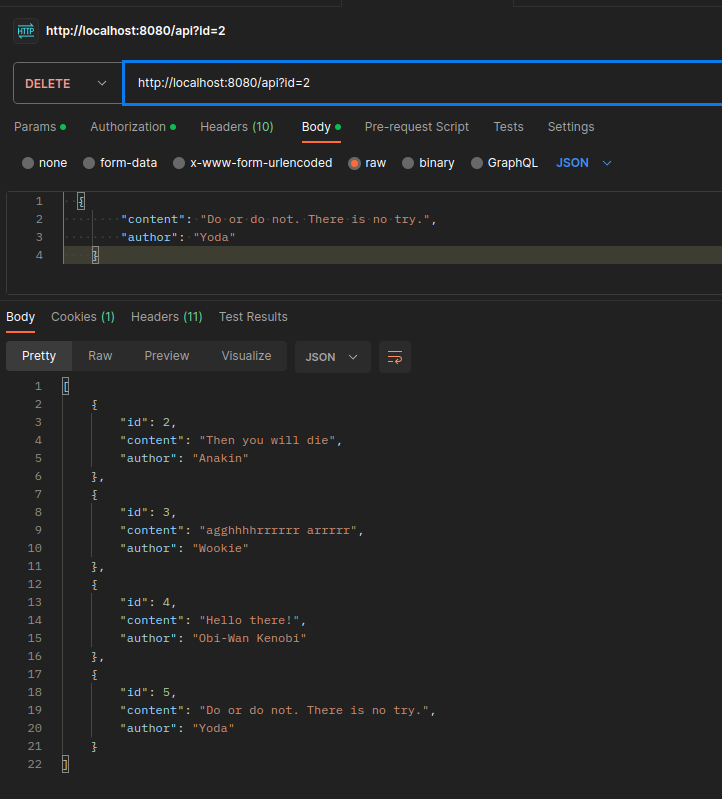 HTTP http://localhost:8080/api?id=2
DELETE http://localhost:8080/api?id=2
Params Authorization Headers (10) Body Pre-request Script Tests Settings
none form-data x-www-form-urlencoded raw binary GraphQL JSON
1 {
2 "content": "Do or do not. There is no try.",
3 "author": "Yoda"
4 }
Body Cookies (1) Headers (11) Test Results
Pretty Raw Preview Visualize JSON
1 [
2 {
3 "id": 2,
4 "content": "Then you will die",
5 "author": "Anakin"
6 },
7 {
8 "id": 3,
9 "content": "agghhhhrrrrrr arrrrr",
10 "author": "Wookie"
11 },
12 {
13 "id": 4,
14 "content": "Hello there!",
15 "author": "Obi-Wan Kenobi"
16 },
17 {
18 "id": 5,
19 "content": "Do or do not. There is no try.",
20 "author": "Yoda"
21 }
22 ]